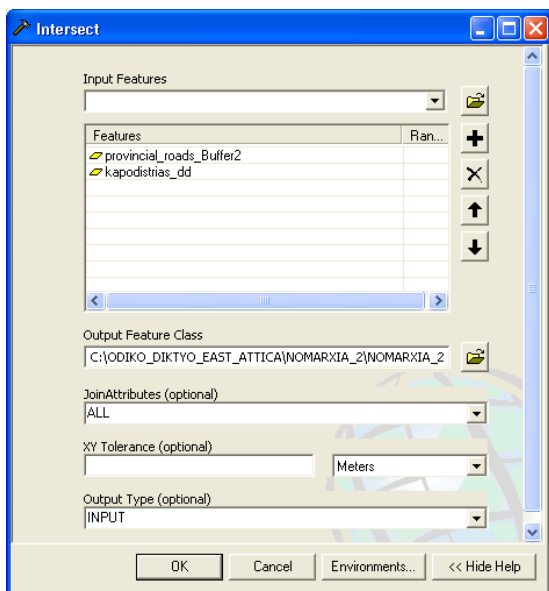 Intersect
Input Features
Features Ran...
provincial_roads_Buffer2
kapodistrias_dd
Output Feature Class
C:\ODIKO_DIKTYO_EAST_ATTICA\NOMARXIA_2\NOMARXIA_2
JoinAttributes (optional)
ALL
XY Tolerance (optional)
Meters
Output Type (optional)
INPUT
OK Cancel Environments... << Hide Help